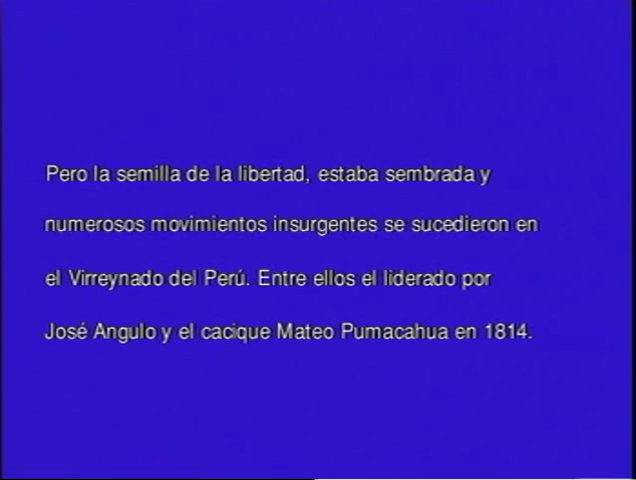 Pero la semilla de la libertad, estaba sembrada y
numerosos movimientos insurgentes se sucedieron en
el Virreynado del Perú. Entre ellos el liderado por
José Angulo y el cacique Mateo Pumacahua en 1814.